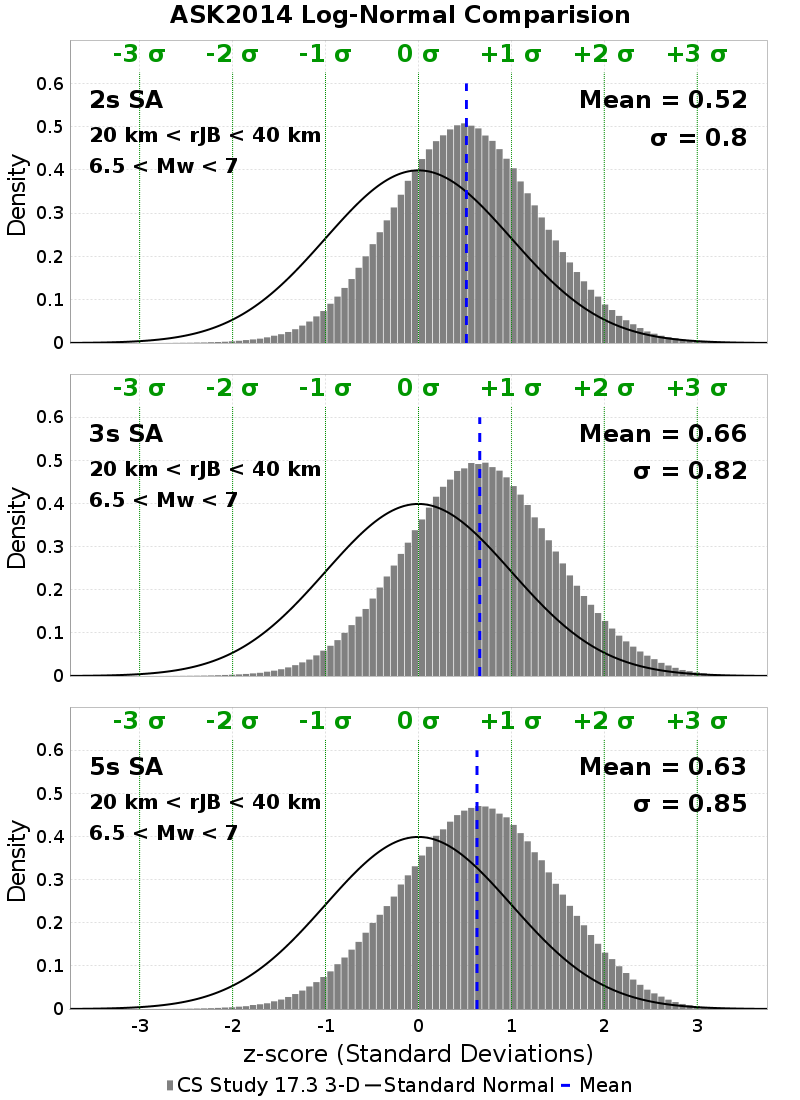 ASK2014 Log-Normal Comparision
-3 σ -2 σ -1 σ 0 σ +1 σ +2 σ +3 σ
0.6
2s SA Mean = 0.52
0.5
20 km < rJB < 40 km σ = 0.8
6.5 < Mw < 7
0.4
0.3
0.2
0.1
0
Density
-3 σ -2 σ -1 σ 0 σ +1 σ +2 σ +3 σ
0.6
3s SA Mean = 0.66
0.5
20 km < rJB < 40 km σ = 0.82
6.5 < Mw < 7
0.4
0.3
0.2
0.1
0
Density
-3 σ -2 σ -1 σ 0 σ +1 σ +2 σ +3 σ
0.6
5s SA Mean = 0.63
0.5
20 km < rJB < 40 km σ = 0.85
6.5 < Mw < 7
0.4
0.3
0.2
0.1
0
Density
-3 -2 -1 0 1 2 3
z-score (Standard Deviations)
CS Study 17.3 3-D Standard Normal Mean